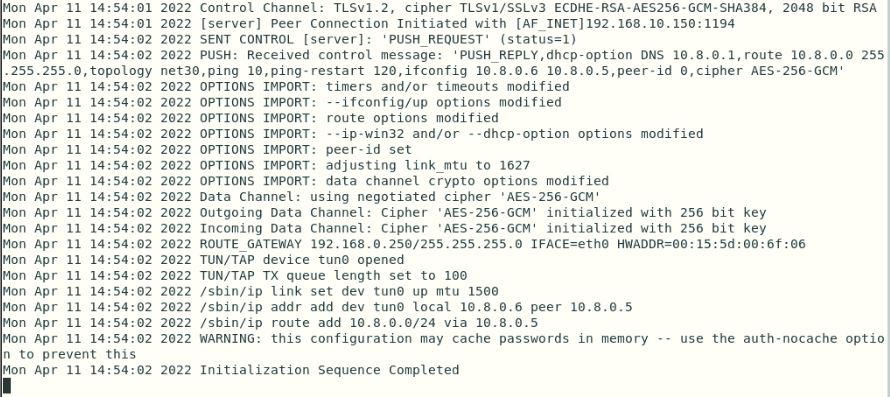 Mon Apr 11 14:54:01 2022 Control Channel: TLSv1.2, cipher TLSv1/SSLv3 ECDHE-RSA-AES256-GCM-SHA384, 2048 bit RSA
Mon Apr 11 14:54:01 2022 [server] Peer Connection Initiated with [AF_INET]192.168.10.150:1194
Mon Apr 11 14:54:02 2022 SENT CONTROL [server]: 'PUSH_REQUEST' (status=1)
Mon Apr 11 14:54:02 2022 PUSH: Received control message: 'PUSH_REPLY,dhcp-option DNS 10.8.0.1,route 10.8.0.0 255
.255.255.0,topology net30,ping 10,ping-restart 120,ifconfig 10.8.0.6 10.8.0.5,peer-id 0,cipher AES-256-GCM'
Mon Apr 11 14:54:02 2022 OPTIONS IMPORT: timers and/or timeouts modified
Mon Apr 11 14:54:02 2022 OPTIONS IMPORT: --ifconfig/up options modified
Mon Apr 11 14:54:02 2022 OPTIONS IMPORT: route options modified
Mon Apr 11 14:54:02 2022 OPTIONS IMPORT: --ip-win32 and/or --dhcp-option options modified
Mon Apr 11 14:54:02 2022 OPTIONS IMPORT: peer-id set
Mon Apr 11 14:54:02 2022 OPTIONS IMPORT: adjusting link_mtu to 1627
Mon Apr 11 14:54:02 2022 OPTIONS IMPORT: data channel crypto options modified
Mon Apr 11 14:54:02 2022 Data Channel: using negotiated cipher 'AES-256-GCM'
Mon Apr 11 14:54:02 2022 Outgoing Data Channel: Cipher 'AES-256-GCM' initialized with 256 bit key
Mon Apr 11 14:54:02 2022 Incoming Data Channel: Cipher 'AES-256-GCM' initialized with 256 bit key
Mon Apr 11 14:54:02 2022 ROUTE_GATEWAY 192.168.0.250/255.255.255.0 IFACE=eth0 HWADDR=00:15:5d:00:6f:06
Mon Apr 11 14:54:02 2022 TUN/TAP device tun0 opened
Mon Apr 11 14:54:02 2022 TUN/TAP TX queue length set to 100
Mon Apr 11 14:54:02 2022 /sbin/ip link set dev tun0 up mtu 1500
Mon Apr 11 14:54:02 2022 /sbin/ip addr add dev tun0 local 10.8.0.6 peer 10.8.0.5
Mon Apr 11 14:54:02 2022 /sbin/ip route add 10.8.0.0/24 via 10.8.0.5
Mon Apr 11 14:54:02 2022 WARNING: this configuration may cache passwords in memory -- use the auth-nocache optio
n to prevent this
Mon Apr 11 14:54:02 2022 Initialization Sequence Completed